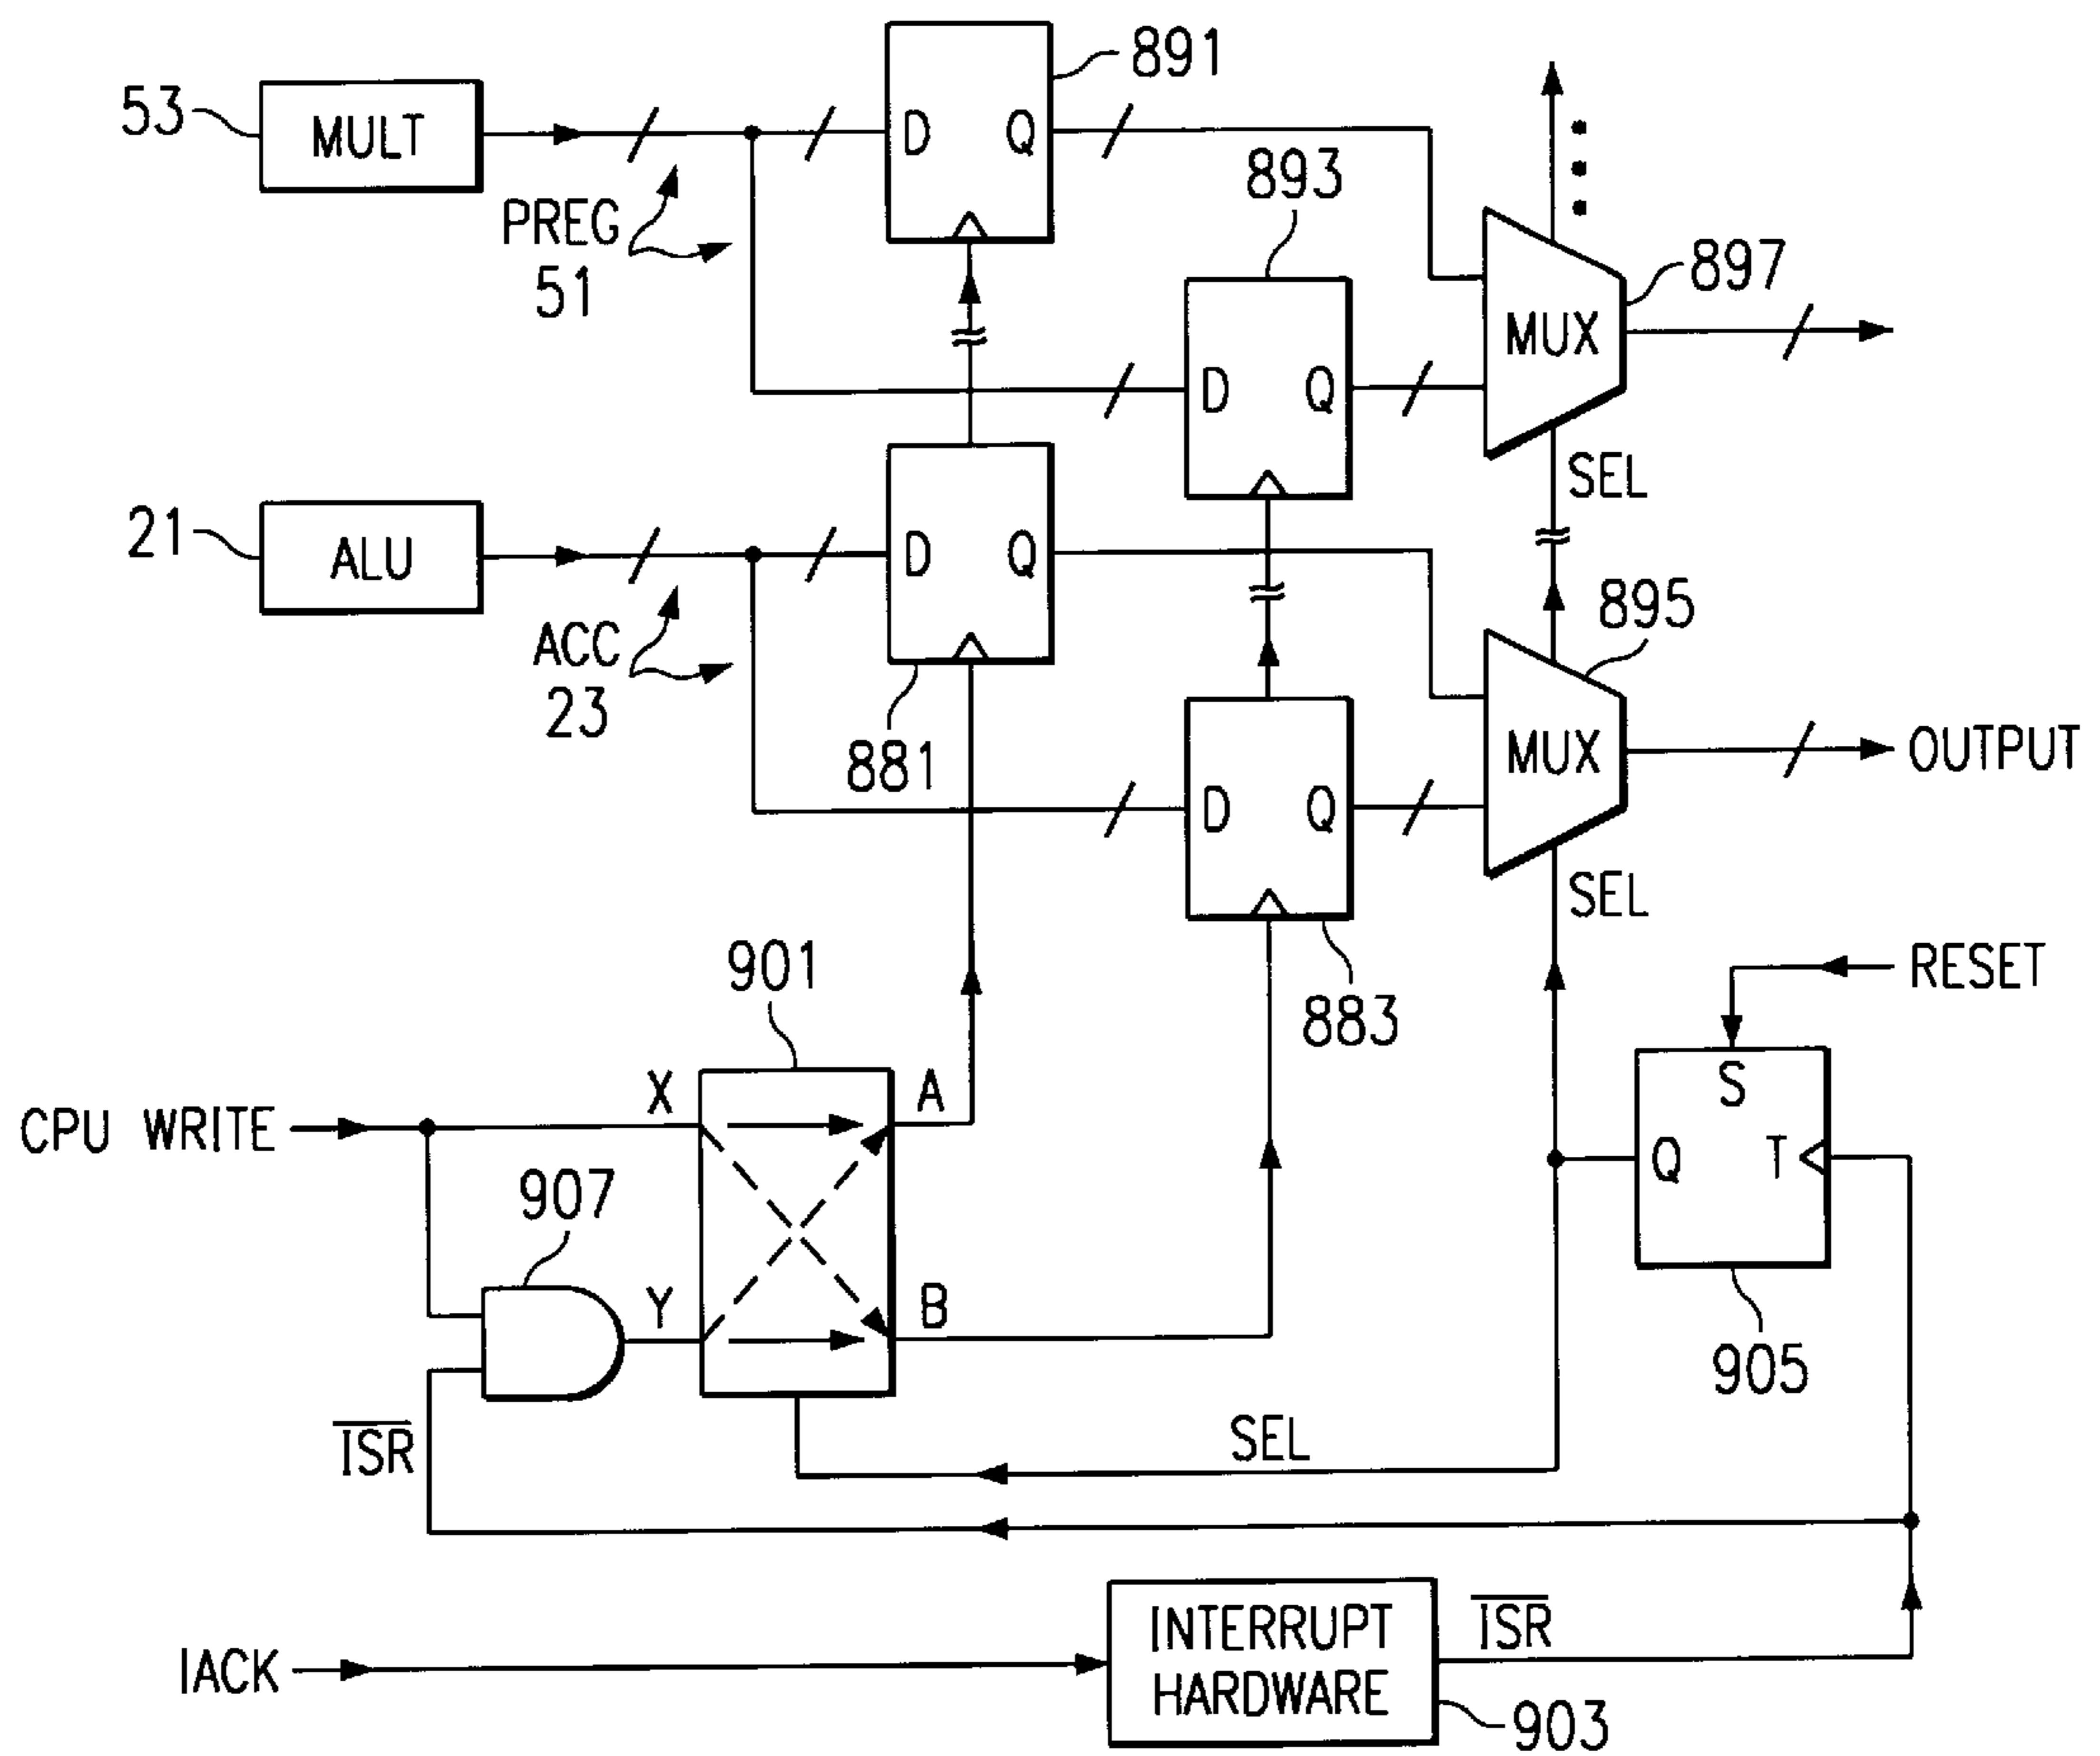 891
53
MULT
D
Q
893
PREG
51
897
MUX
D
Q
SEL
21
ALU
D
Q
895
ACC
23
881
MUX
OUTPUT
D
Q
SEL
901
RESET
883
X
A
S
CPU WRITE
Q
T
907
Y
B
905
ISR
SEL
INTERRUPT
HARDWARE
ISR
IACK
903